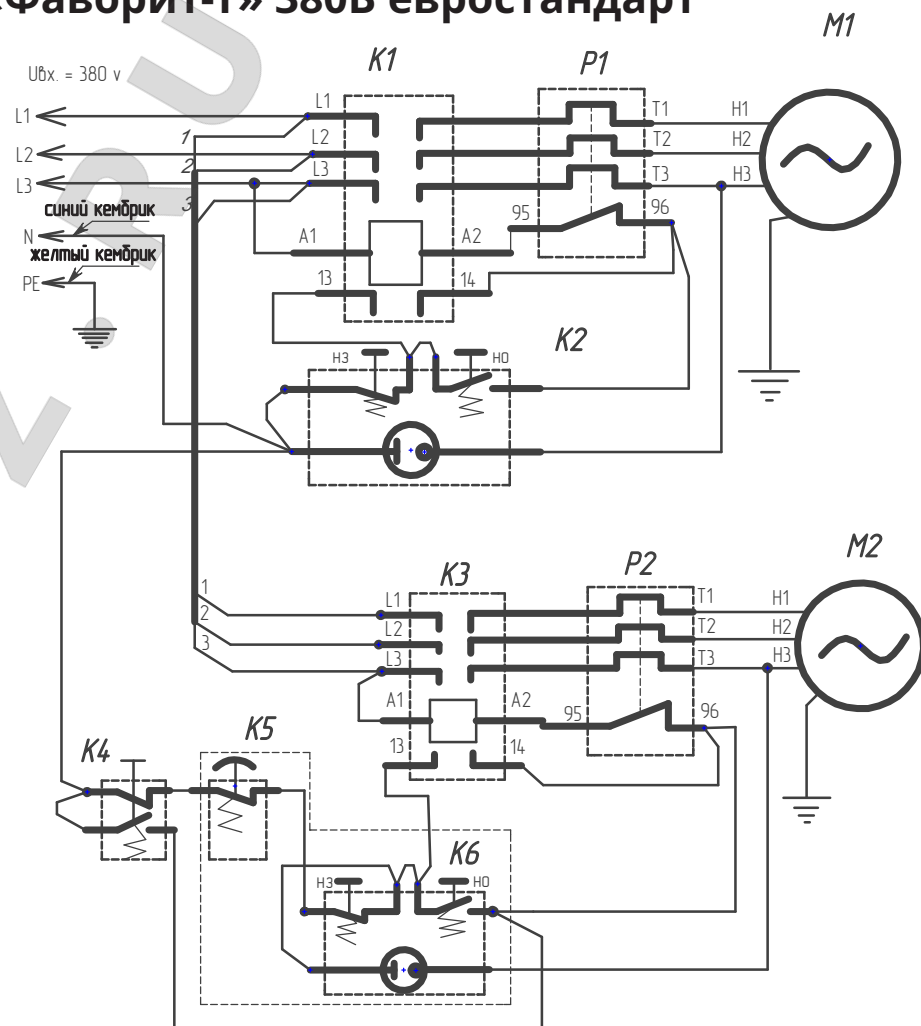 «Фаворит-Т» 380В евростандарт
M1
K1
P1
Uвх. = 380 v
L1
L1
T1
H1
1
L2
L2
T2
H2
2
L3
L3
T3
H3
3
синий кембрик
95
96
N
A1
A2
желтый кембрик
PE
13
14
K2
НЗ
НО
M2
P2
K3
1
L1
T1
H1
2
L2
T2
H2
3
L3
T3
H3
A1
A2
95
96
K5
K4
13
14
K6
НЗ
НО
Z.RU